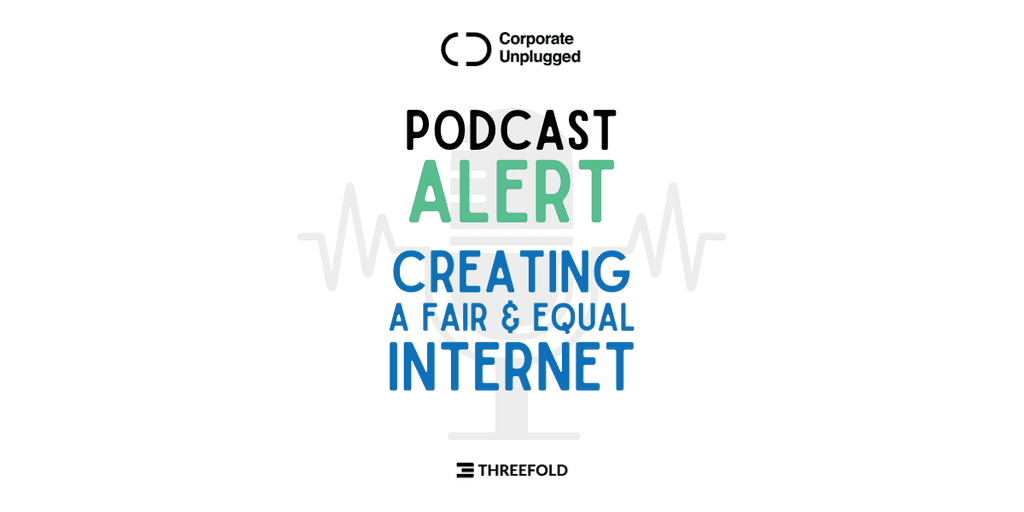 Corporate
Unplugged
PODCAST
ALERT
CREATING
A FAIR & EQUAL
INTERNET
THREEFOLD